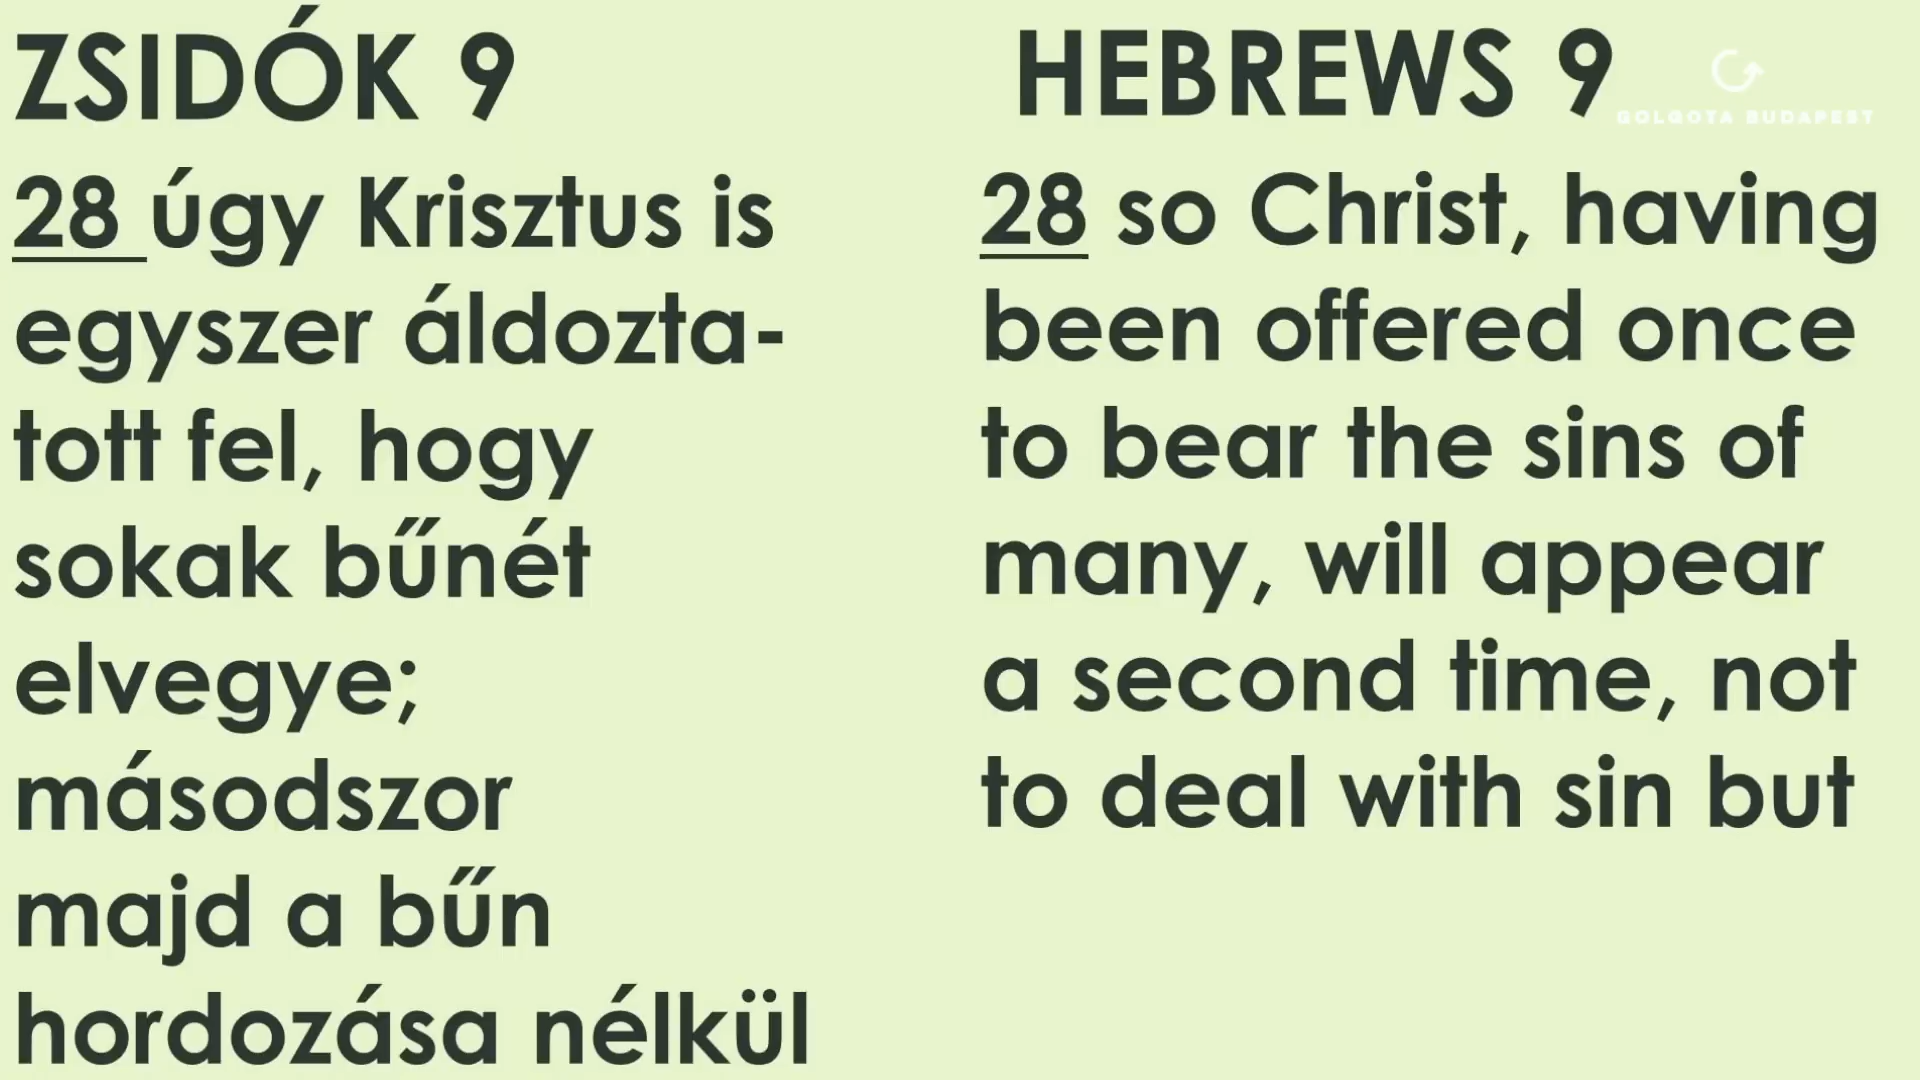 ZSIDÓK 9
28 úgy Krisztus is
egyszer áldozta-
tott fel, hogy
sokak bűnét
elvegye;
másodszor
majd a bűn
hordozása nélkül
HEBREWS 9
28 so Christ, having
been offered once
to bear the sins of
many, will appear
a second time, not
to deal with sin but
GOLGOTA BUDAPEST